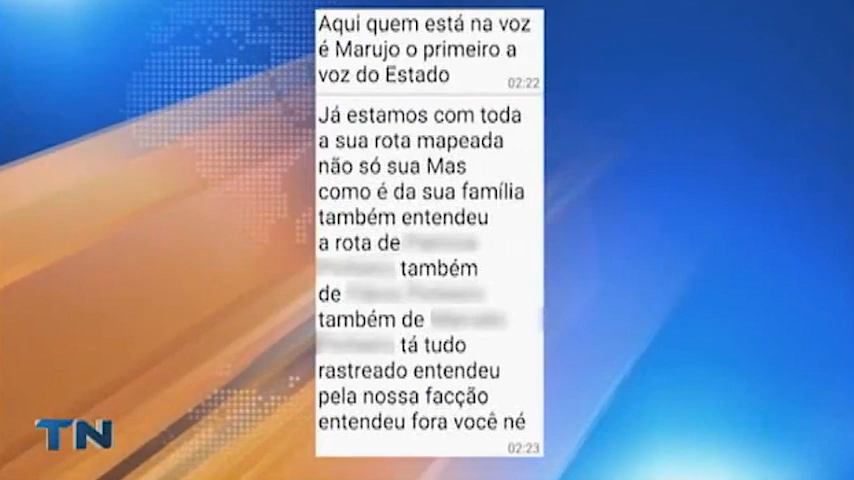 Aqui quem está na voz
é Marujo o primeiro a
voz do Estado
02:22
Já estamos com toda
a sua rota mapeada
não só sua Mas
como é da sua família
também entendeu
a rota de
também
de
também de
tá tudo
rastreado entendeu
pela nossa facção
entendeu fora você né
02:23
TN